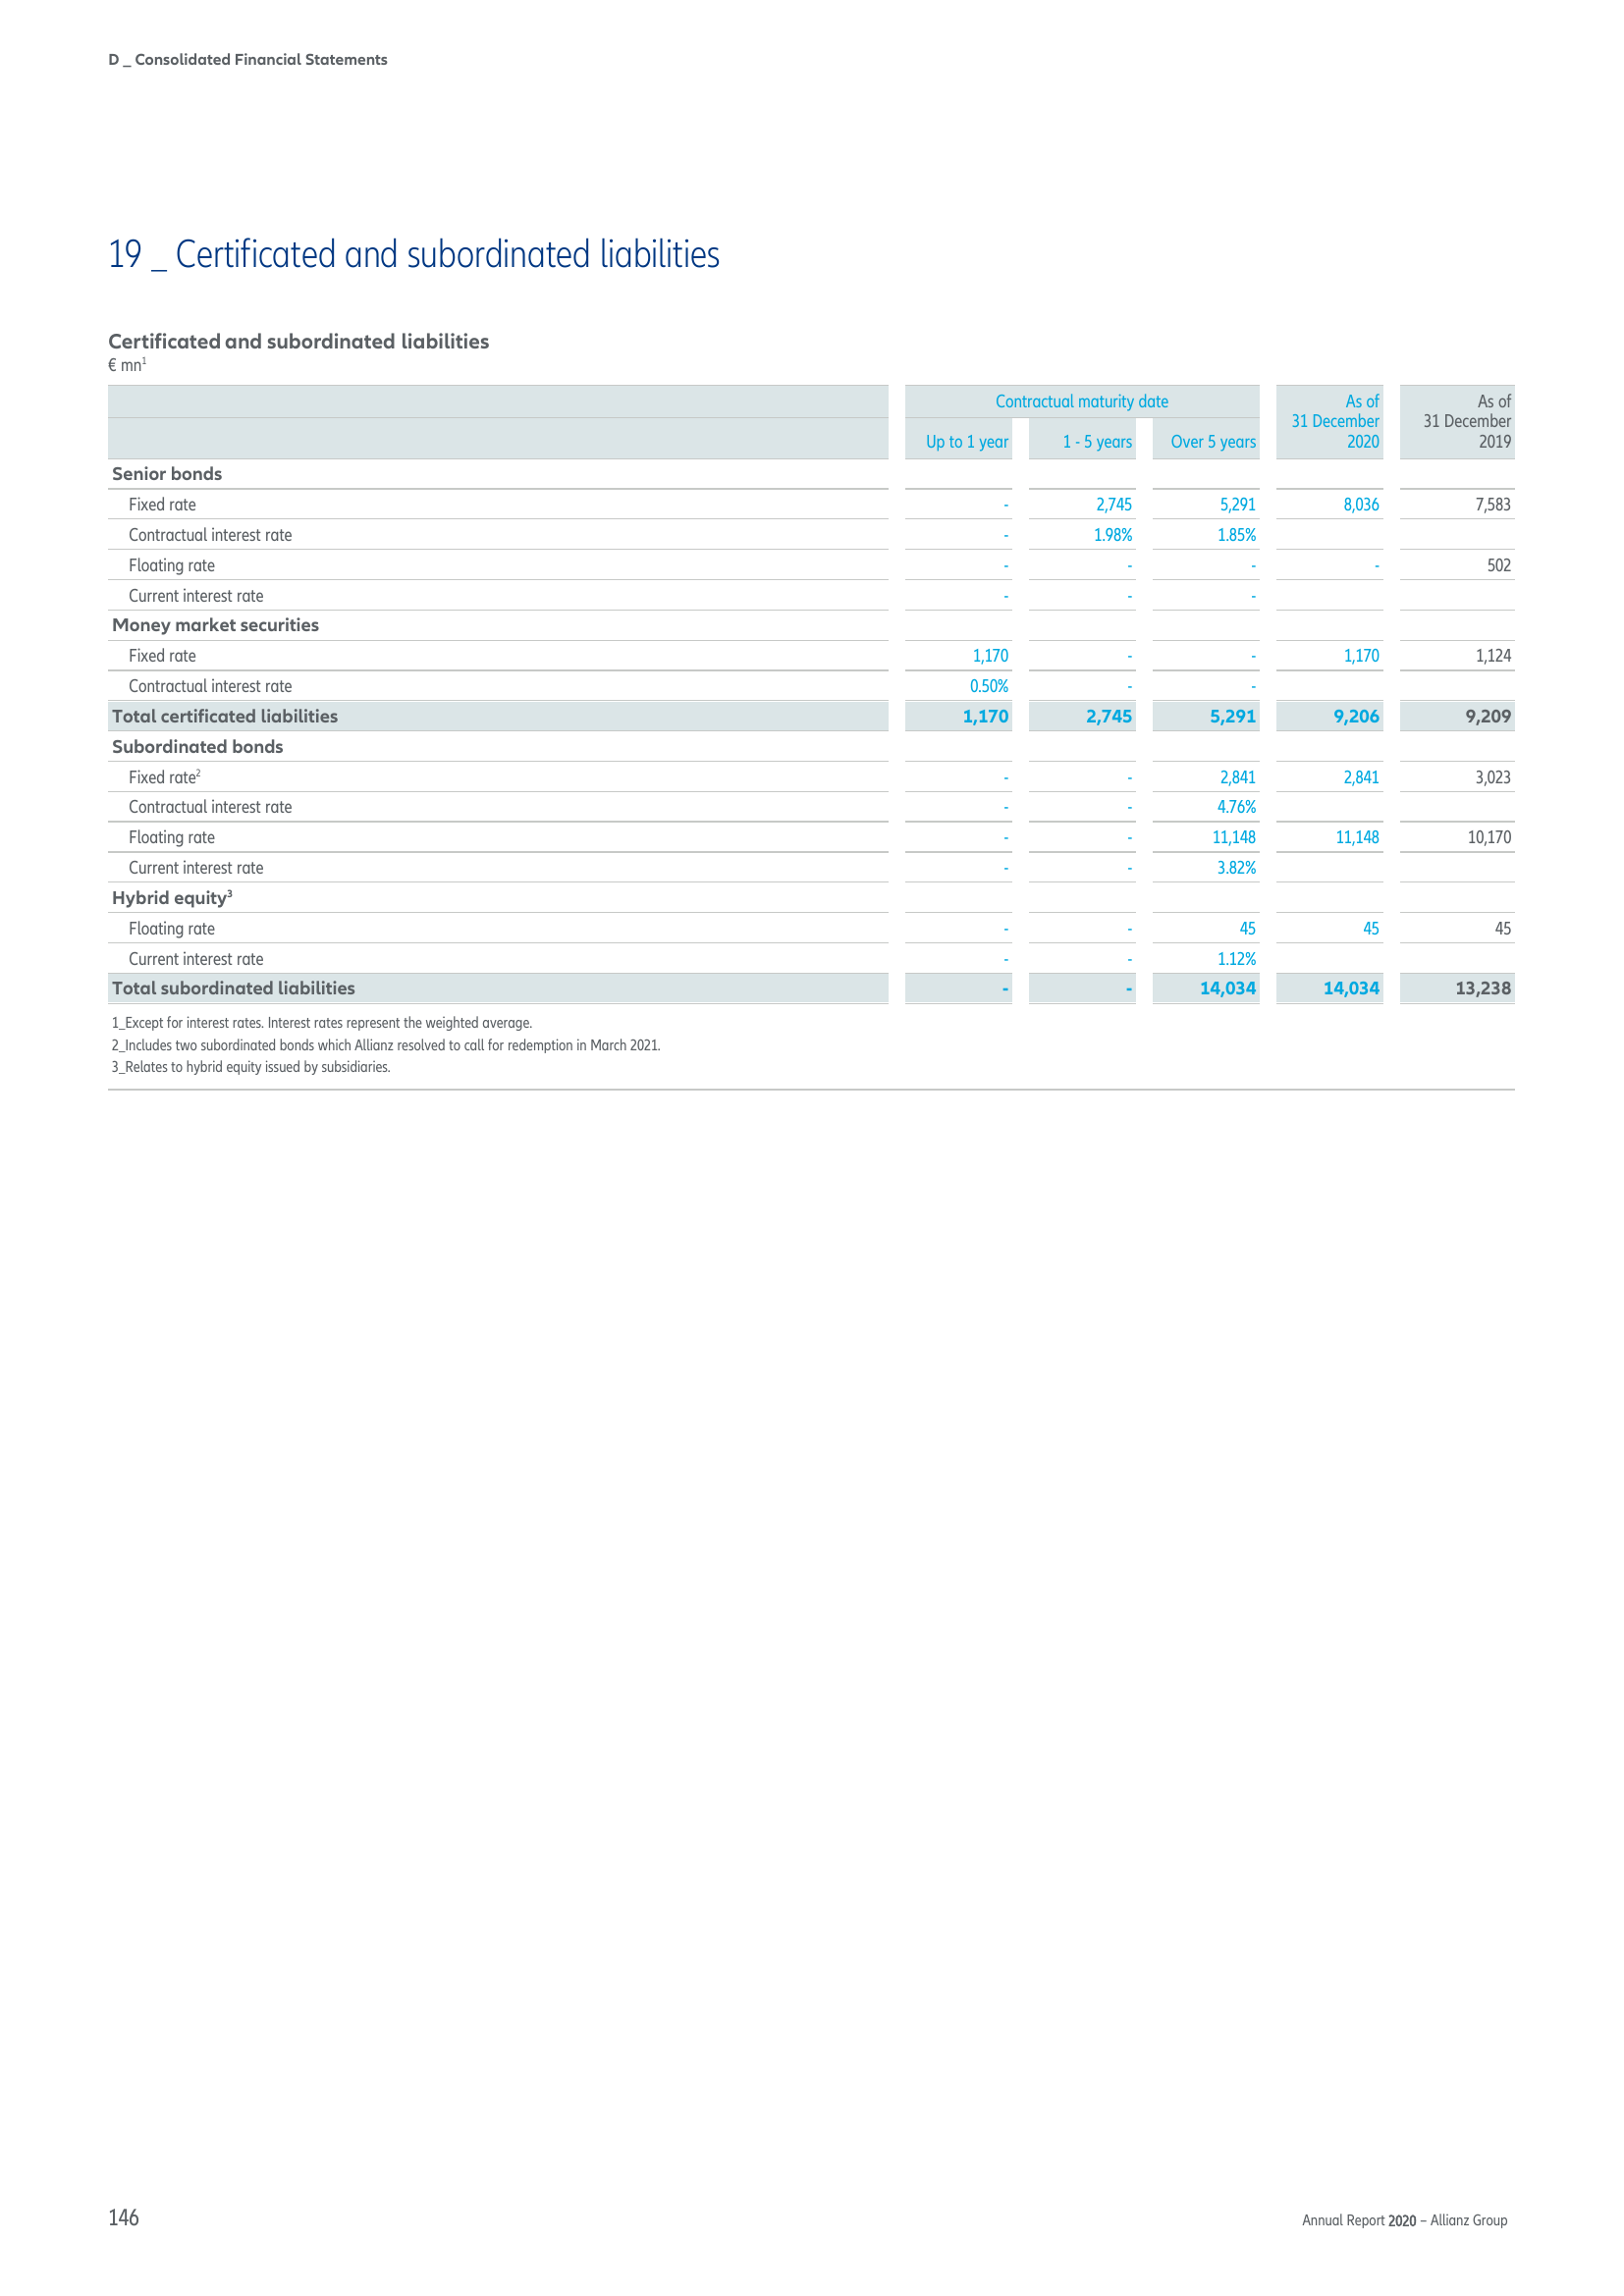 D _ Consolidated Financial Statements
19 _ Certificated and subordinated liabilities
Certificated and subordinated liabilities
€ mn1
Contractual maturity date As of 31 December 2020 As of 31 December 2019
Up to 1 year 1 - 5 years Over 5 years
Senior bonds
Fixed rate - 2,745 5,291 8,036 7,583
Contractual interest rate - 1.98% 1.85%
Floating rate - - - - 502
Current interest rate - - -
Money market securities
Fixed rate 1,170 - - 1,170 1,124
Contractual interest rate 0.50% - -
Total certificated liabilities 1,170 2,745 5,291 9,206 9,209
Subordinated bonds
Fixed rate2 - - 2,841 2,841 3,023
Contractual interest rate - - 4.76%
Floating rate - - 11,148 11,148 10,170
Current interest rate - - 3.82%
Hybrid equity3
Floating rate - - 45 45 45
Current interest rate - - 1.12%
Total subordinated liabilities - - 14,034 14,034 13,238
1_Except for interest rates. Interest rates represent the weighted average.
2_Includes two subordinated bonds which Allianz resolved to call for redemption in March 2021.
3_Relates to hybrid equity issued by subsidiaries.
146
Annual Report 2020 – Allianz Group